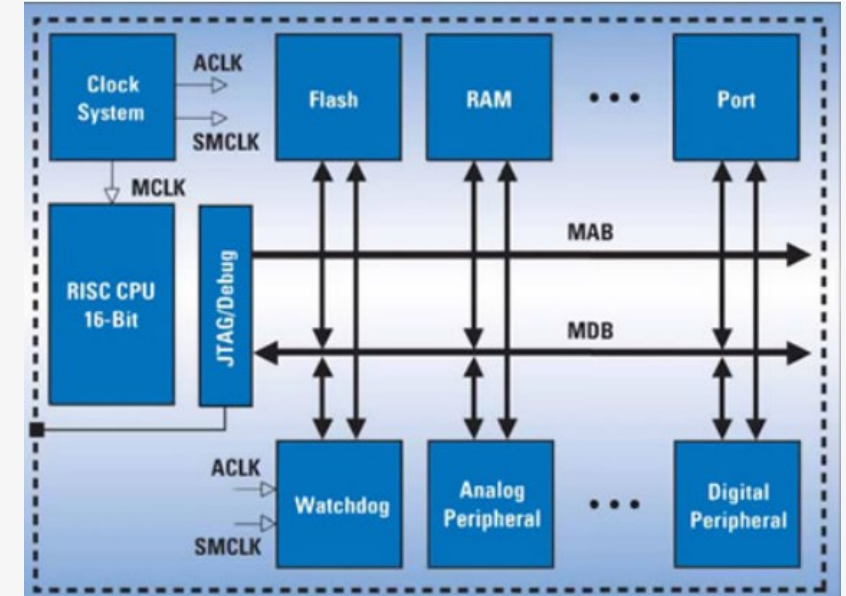 Clock
System
ACLK
SMCLK
MCLK
Flash
RAM
• • •
Port
RISC CPU
16-Bit
JTAG/Debug
MAB
MDB
ACLK
SMCLK
Watchdog
Analog
Peripheral
• • •
Digital
Peripheral